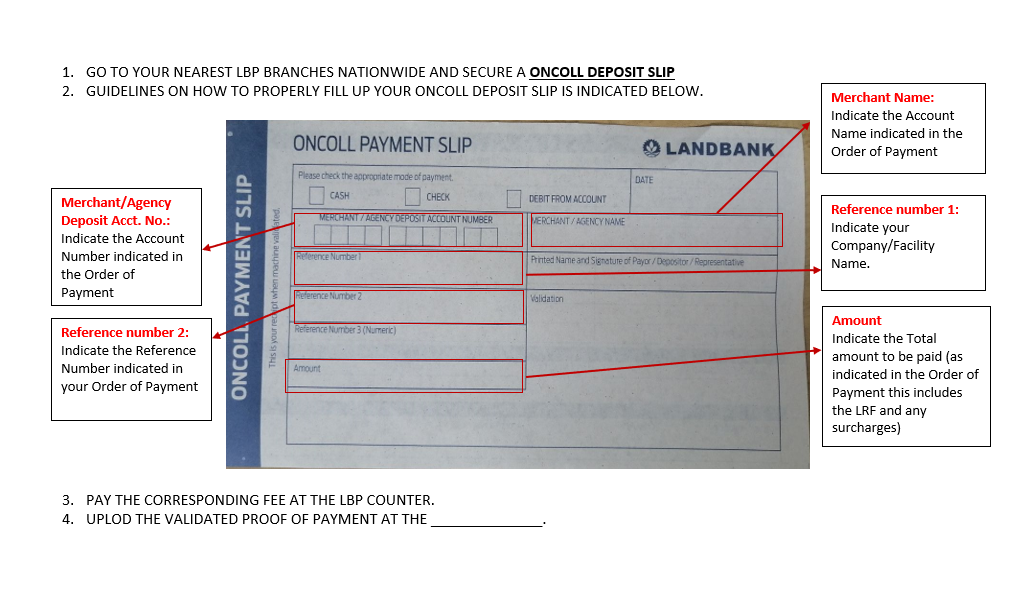 1. GO TO YOUR NEAREST LBP BRANCHES NATIONWIDE AND SECURE A ONCOLL DEPOSIT SLIP
2. GUIDELINES ON HOW TO PROPERLY FILL UP YOUR ONCOLL DEPOSIT SLIP IS INDICATED BELOW.
Merchant Name:
Indicate the Account
Name indicated in the
Order of Payment
Merchant/Agency
Deposit Acct. No.:
Indicate the Account
Number indicated in
the Order of
Payment
Reference number 2:
Indicate the Reference
Number indicated in
your Order of Payment
ONCOLL PAYMENT SLIP
This is your receipt when machine validated.
ONCOLL PAYMENT SLIP
LANDBANK
Please check the appropriate mode of payment.
DATE
CASH
CHECK
DEBIT FROM ACCOUNT
MERCHANT / AGENCY DEPOSIT ACCOUNT NUMBER
MERCHANT / AGENCY NAME
Reference Number 1
Printed Name and Signature of Payor / Depositor / Representative
Reference Number 2
Validation
Reference Number 3 (Numeric)
Amount
Reference number 1:
Indicate your
Company/Facility
Name.
Amount
Indicate the Total
amount to be paid (as
indicated in the Order of
Payment this includes
the LRF and any
surcharges)
3. PAY THE CORRESPONDING FEE AT THE LBP COUNTER.
4. UPLOD THE VALIDATED PROOF OF PAYMENT AT THE _______________.